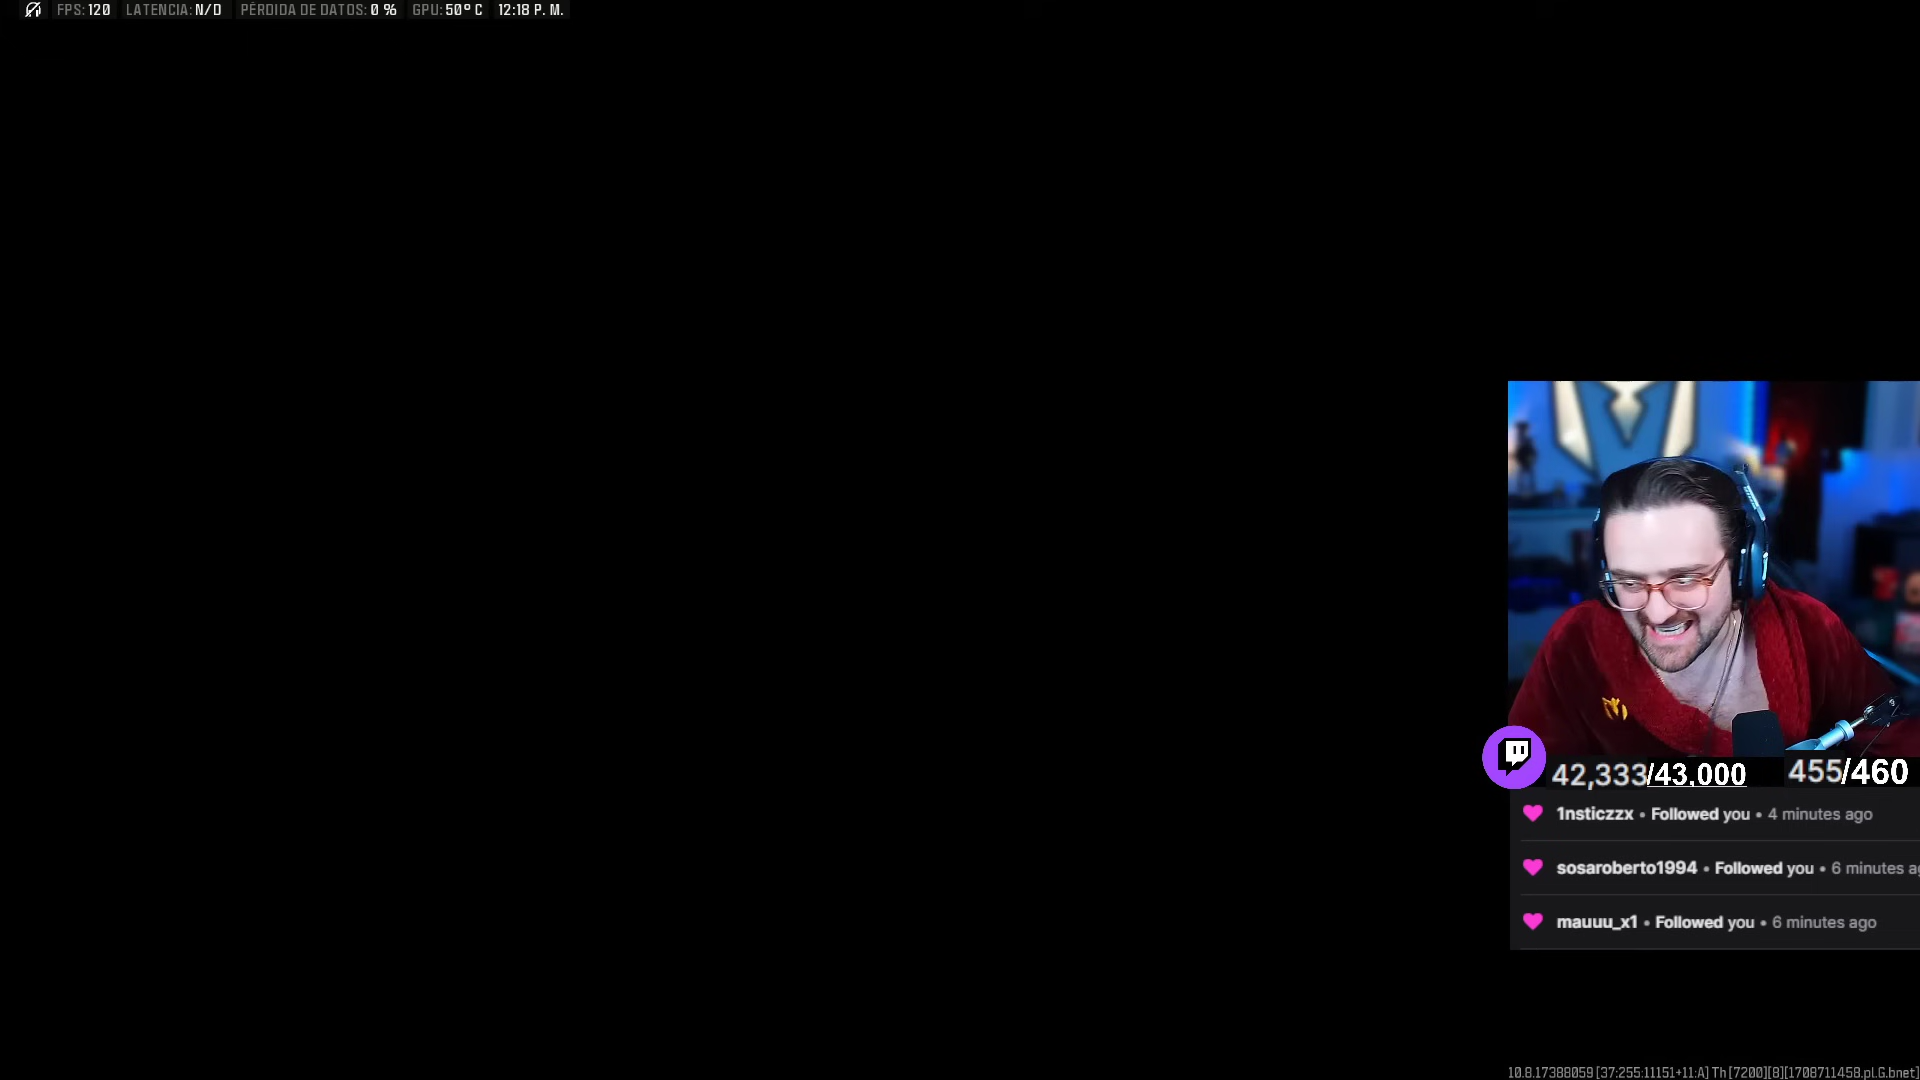 FPS: 120 LATENCIA: N/D PÉRDIDA DE DATOS: 0 % GPU: 50º C 12:18 P. M.
42,333/43,000 455/460
1nsticzzx • Followed you • 4 minutes ago
sosaroberto1994 • Followed you • 6 minutes ag
mauuu_x1 • Followed you • 6 minutes ago
10.8.17388059 [37:255:11151+11:A] Th [7200][8][1708711458.pl.G.bnet]